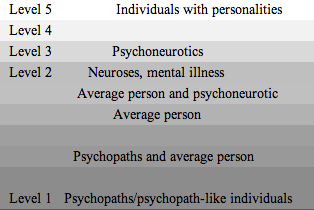 Level 5 Individuals with personalities
Level 4
Level 3 Psychoneurotics
Level 2 Neuroses, mental illness
Average person and psychoneurotic
Average person
Psychopaths and average person
Level 1 Psychopaths/psychopath-like individuals